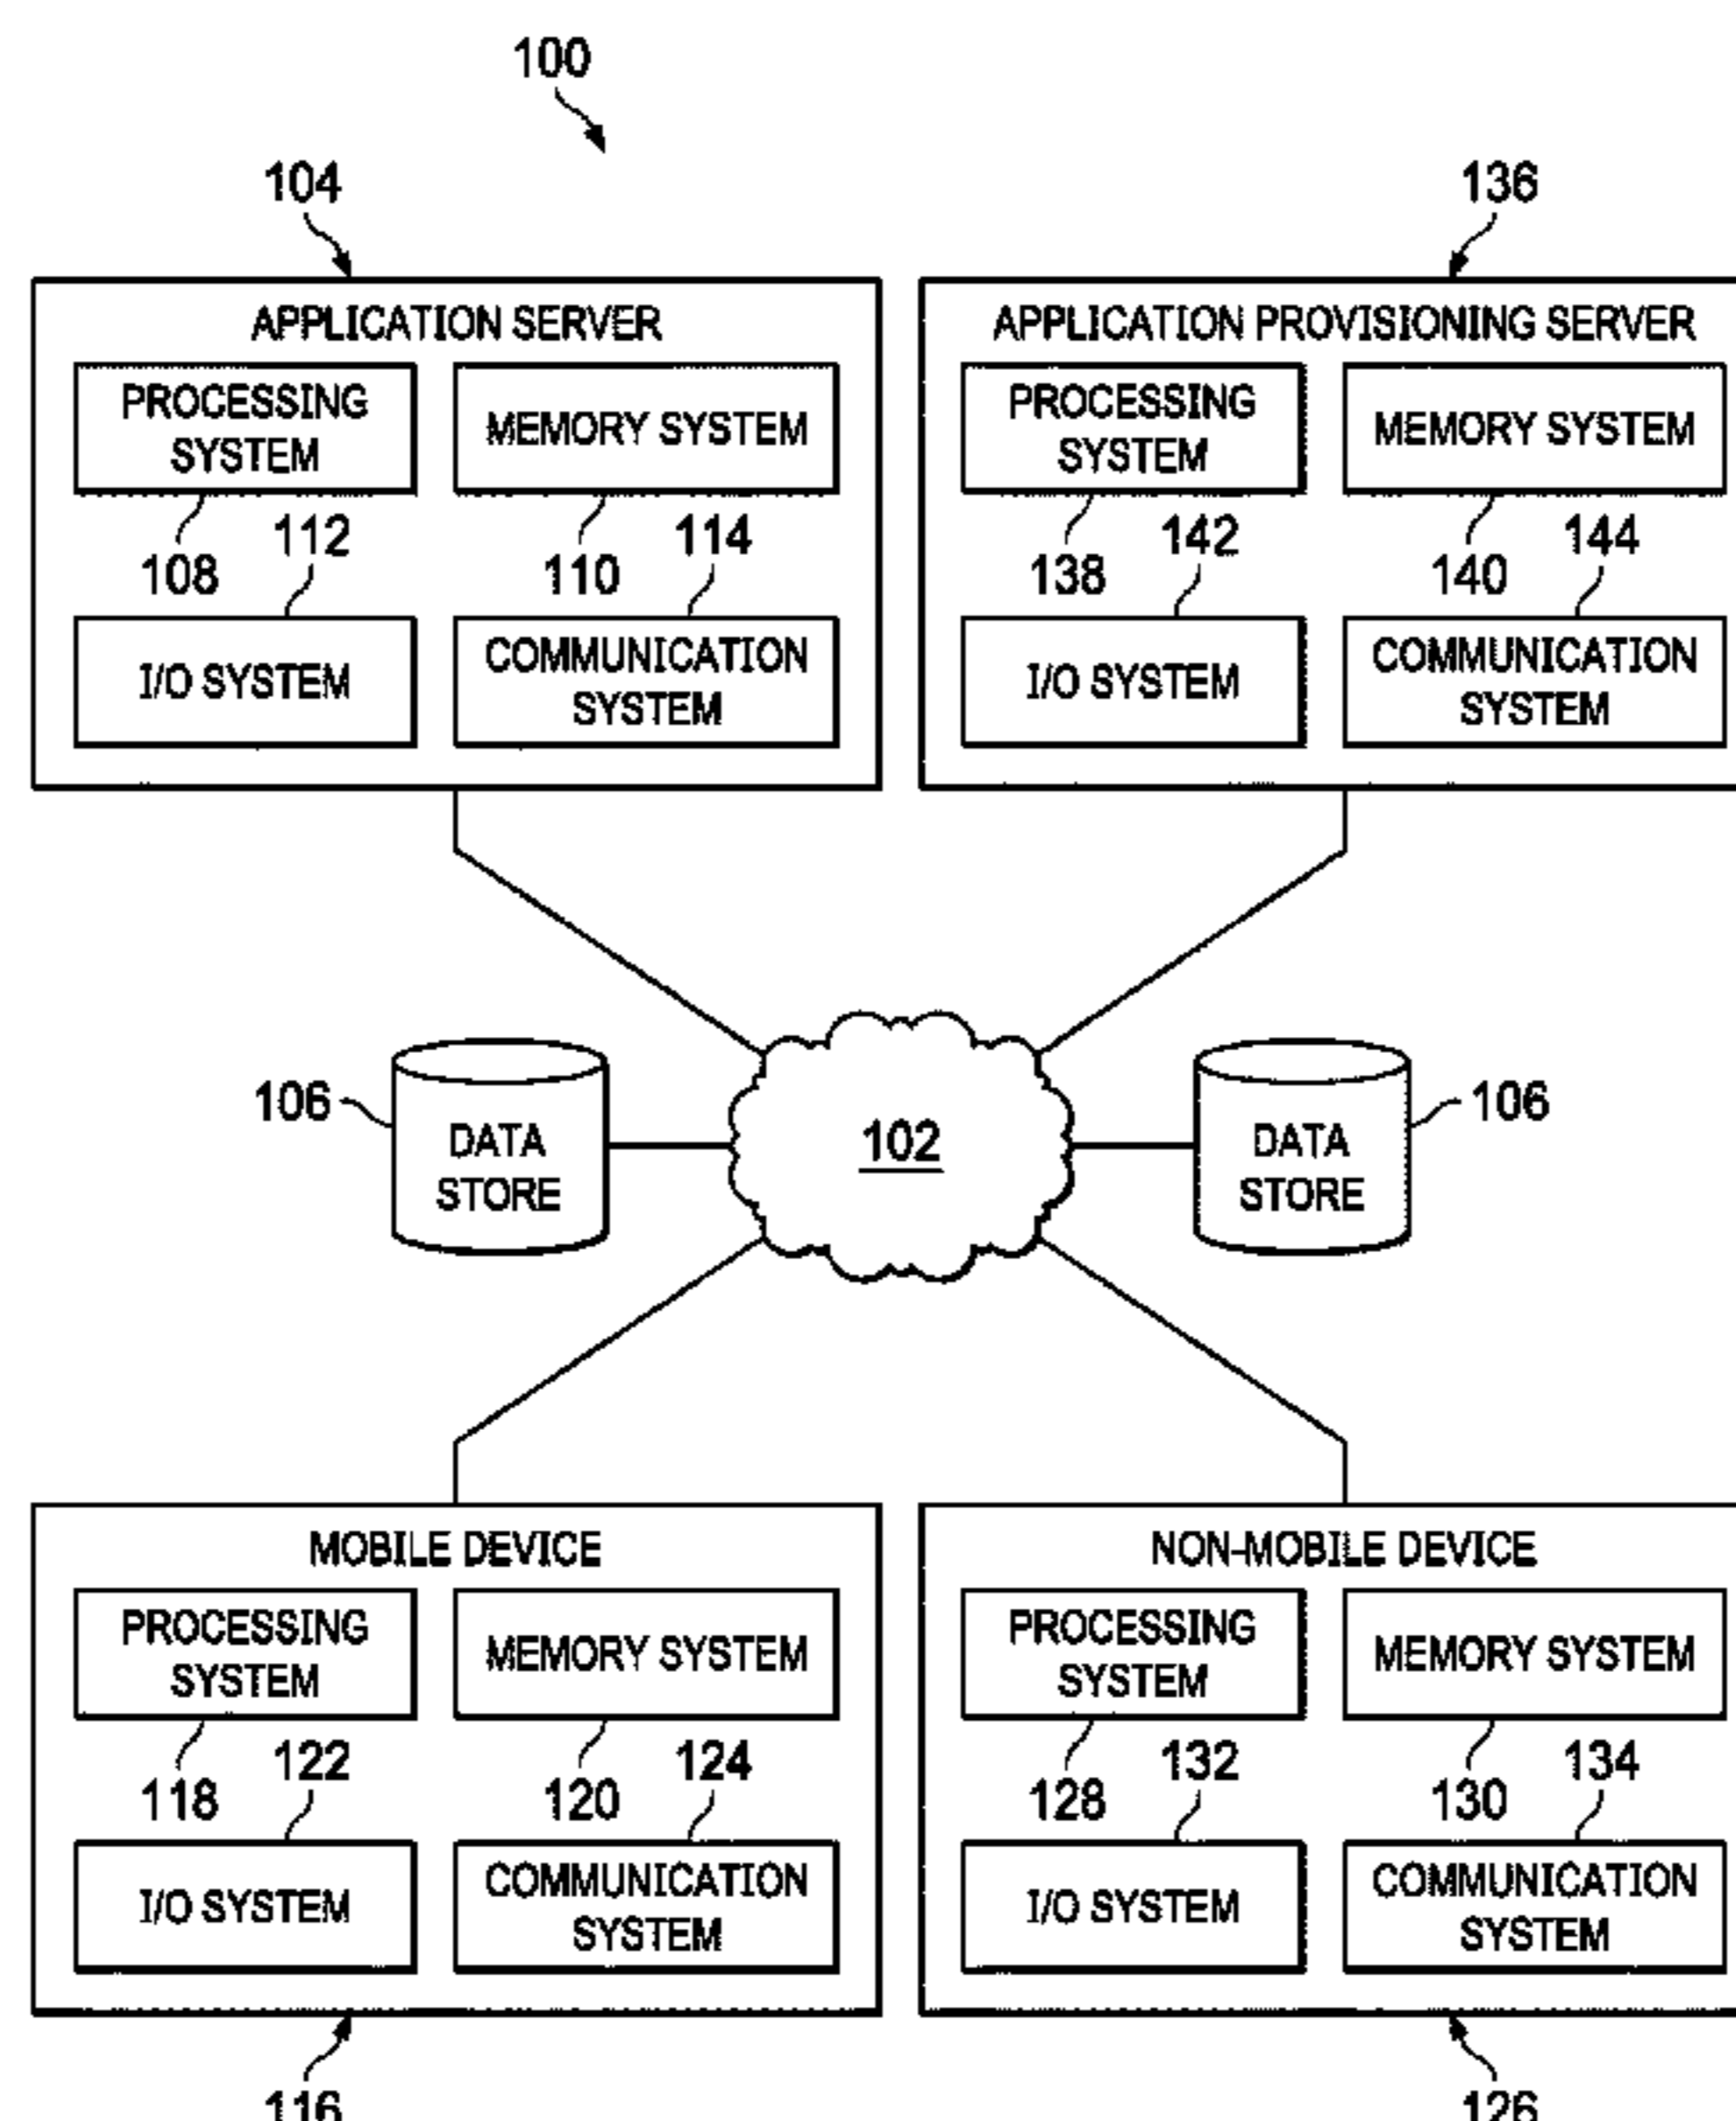 100
104
136
APPLICATION SERVER
PROCESSING
SYSTEM
MEMORY SYSTEM
108
112
110
114
I/O SYSTEM
COMMUNICATION
SYSTEM
APPLICATION PROVISIONING SERVER
PROCESSING
SYSTEM
MEMORY SYSTEM
138
142
140
144
I/O SYSTEM
COMMUNICATION
SYSTEM
106
DATA
STORE
102
DATA
STORE
106
MOBILE DEVICE
PROCESSING
SYSTEM
MEMORY SYSTEM
118
122
120
124
I/O SYSTEM
COMMUNICATION
SYSTEM
NON-MOBILE DEVICE
PROCESSING
SYSTEM
MEMORY SYSTEM
128
132
130
134
I/O SYSTEM
COMMUNICATION
SYSTEM
116
126